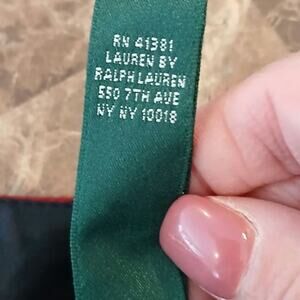 RN 41381
LAUREN BY
RALPH LAUREN
550 7TH AVE
NY NY 10018